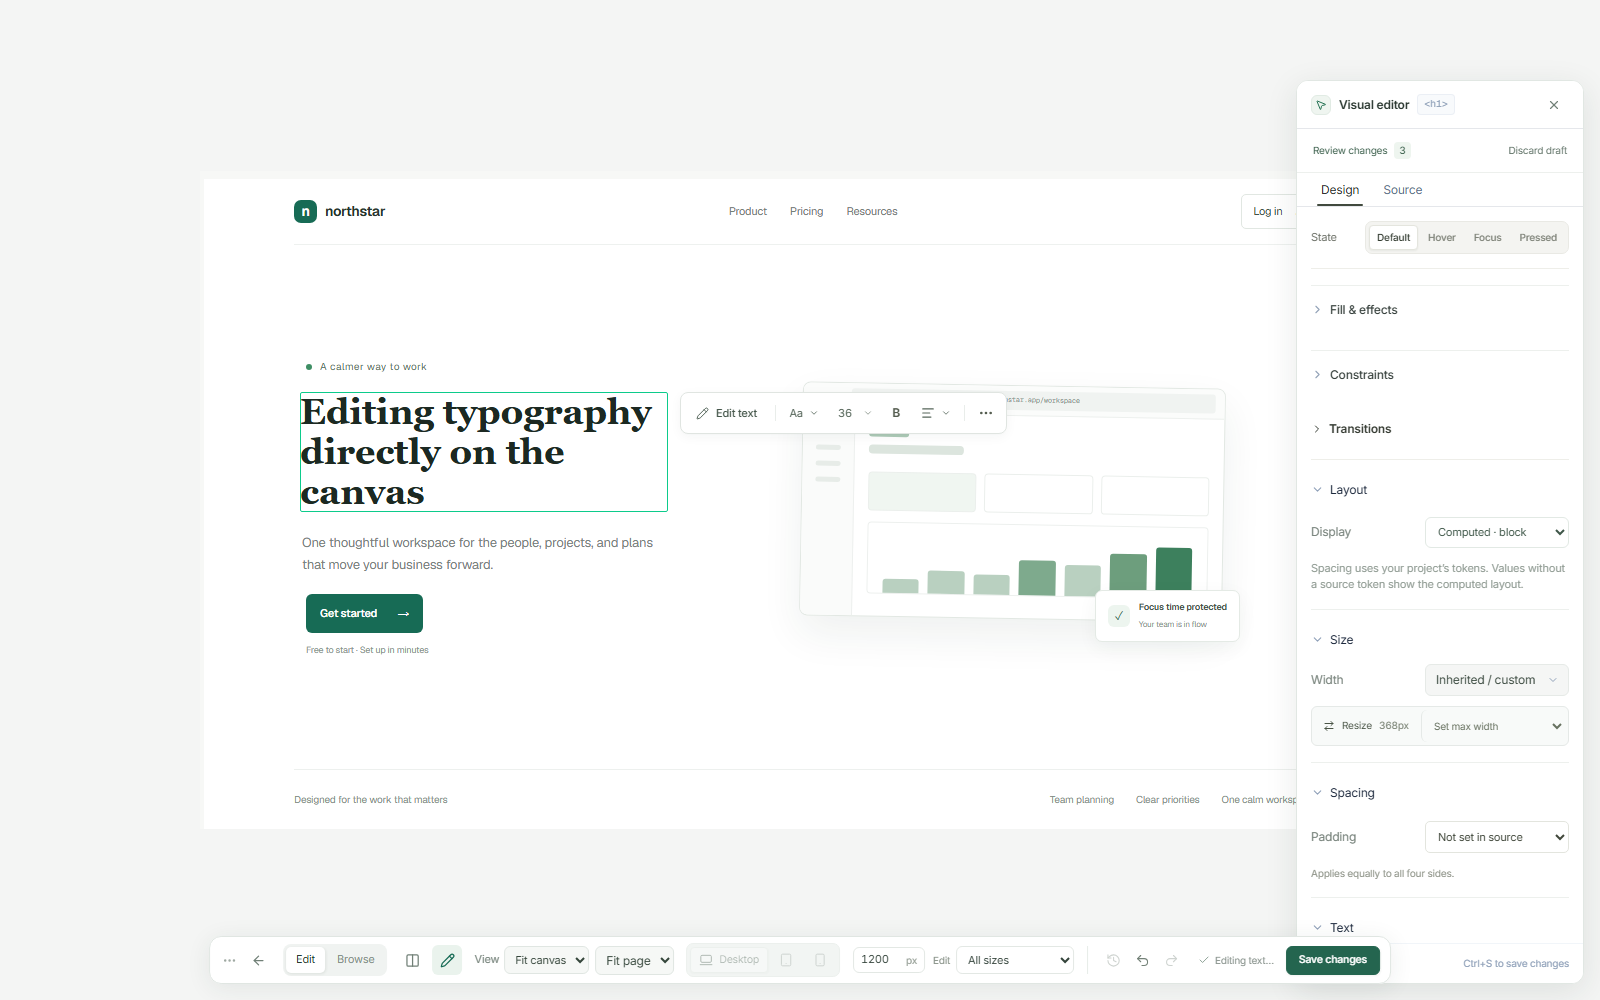 Visual editor <h1>
Review changes 3 Discard draft
Design Source
State Default Hover Focus Pressed
Fill & effects
Constraints
Transitions
Layout
Display Computed · block
Spacing uses your project's tokens. Values without
a source token show the computed layout.
Size
Width Inherited / custom
Resize 368px Set max width
Spacing
Padding Not set in source
Applies equally to all four sides.
Text
Ctrl+S to save changes
n northstar
Product Pricing Resources
Log in
A calmer way to work
Editing typography
directly on the
canvas
Edit text Aa 36 B
star.app/workspace
One thoughtful workspace for the people, projects, and plans
that move your business forward.
Get started →
Free to start · Set up in minutes
Focus time protected
Your team is in flow
Designed for the work that matters
Team planning Clear priorities One calm worksp
Edit Browse View Fit canvas Fit page Desktop 1200 px Edit All sizes Editing text... Save changes